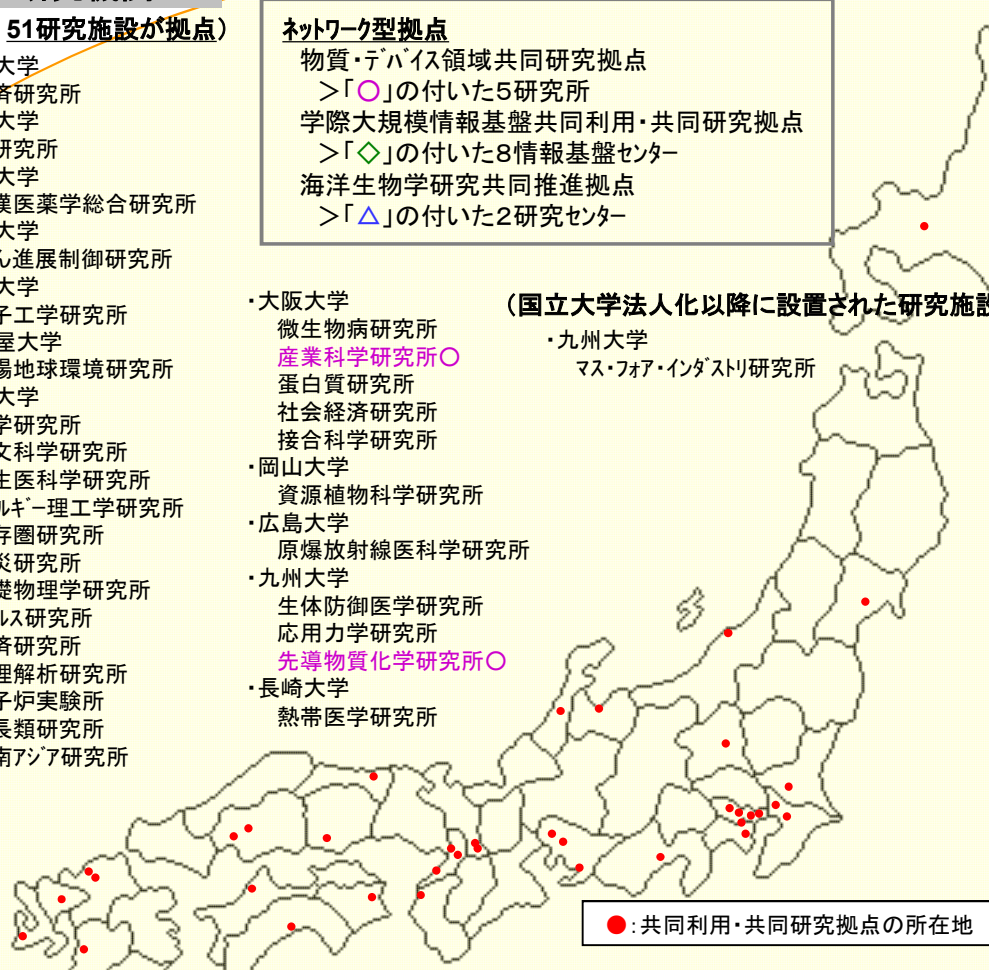 51研究施設が拠点)
大学
済研究所
大学
研究所
大学
漢医薬学総合研究所
大学
ん進展制御研究所
大学
子工学研究所
屋大学
陽地球環境研究所
大学
学研究所
文科学研究所
生医科学研究所
ルギー理工学研究所
存圏研究所
災研究所
礎物理学研究所
ルス研究所
済研究所
理解析研究所
子炉実験所
長類研究所
南アジア研究所
ネットワーク型拠点
物質・デバイス領域共同研究拠点
>「○」の付いた5研究所
学際大規模情報基盤共同利用・共同研究拠点
>「◇」の付いた8情報基盤センター
海洋生物学研究共同推進拠点
>「△」の付いた2研究センター
・大阪大学
微生物病研究所
産業科学研究所○
蛋白質研究所
社会経済研究所
接合科学研究所
・岡山大学
資源植物科学研究所
・広島大学
原爆放射線医科学研究所
・九州大学
生体防御医学研究所
応用力学研究所
先導物質化学研究所○
・長崎大学
熱帯医学研究所
(国立大学法人化以降に設置された研究施設
・九州大学
マス・フォア・インダストリ研究所
●:共同利用・共同研究拠点の所在地